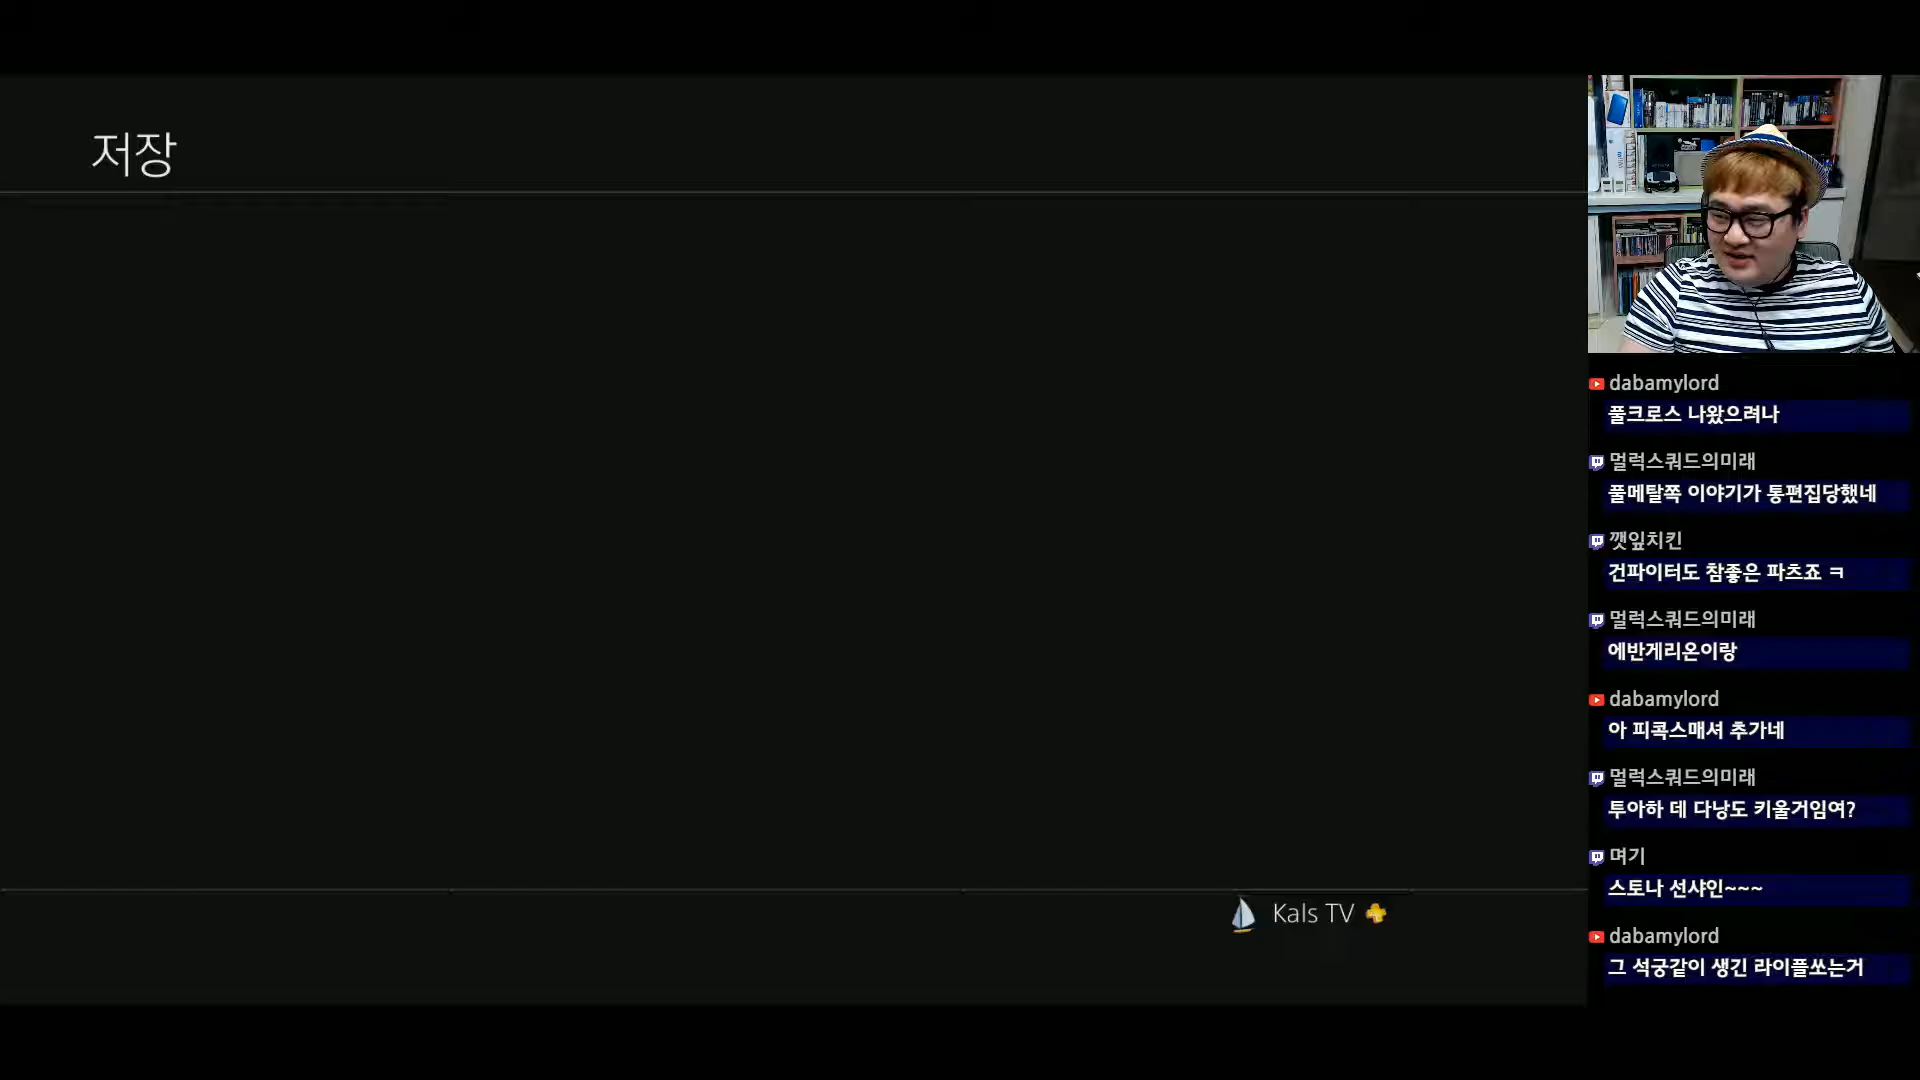 저장
Kals TV
dabamylord
풀크로스 나왔으려나
멀럭스쿼드의미래
풀메탈쪽 이야기가 통편집당했네
깻잎치킨
건파이터도 참좋은 파츠죠 ㅋ
멀럭스쿼드의미래
에반게리온이랑
dabamylord
아 피콕스매셔 추가네
멀럭스쿼드의미래
투아하 데 다낭도 키울거임여?
며기
스토나 선샤인~~~
dabamylord
그 석궁같이 생긴 라이플쏘는거